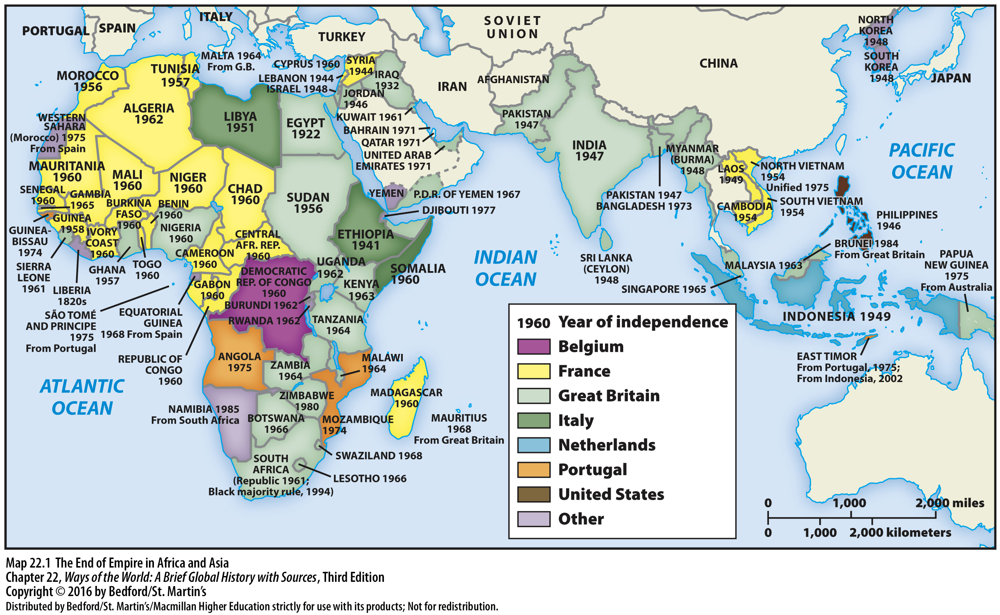 PORTUGAL
SPAIN
ITALY
TURKEY
SOVIET
UNION
CHINA
NORTH
KOREA
1948
SOUTH
KOREA
1948
JAPAN
MALTA 1964
From G.B.
CYPRUS 1960
LEBANON 1944
ISRAEL 1948
SYRIA
1944
IRAQ
1932
JORDAN
1946
KUWAIT 1961
BAHRAIN 1971
QATAR 1971
UNITED ARAB
EMIRATES 1971
IRAN
AFGHANISTAN
PAKISTAN
1947
INDIA
1947
MOROCCO
1956
TUNISIA
1957
ALGERIA
1962
LIBYA
1951
EGYPT
1922
WESTERN
SAHARA
(Morocco) 1975
From Spain
MAURITANIA
1960
MALI
1960
NIGER
1960
CHAD
1960
SUDAN
1956
YEMEN
P.D.R. OF YEMEN 1967
DJIBOUTI 1977
PAKISTAN 1947
BANGLADESH 1973
MYANMAR
(BURMA)
1948
LAOS
1949
NORTH VIETNAM
1954
Unified 1975
SOUTH VIETNAM
1954
CAMBODIA
1954
PACIFIC
OCEAN
PHILIPPINES
1946
SENEGAL
1960
GAMBIA
1965
BURKINA
FASO
1960
BENIN
1960
GUINEA
1958
GUINEA-
BISSAU
1974
IVORY
COAST
1960
NIGERIA
1960
CENTRAL
AFR. REP.
1960
ETHIOPIA
1941
CAMEROON
1960
SIERRA
LEONE
1961
LIBERIA
1820s
GHANA
1957
TOGO
1960
UGANDA
1962
SOMALIA
1960
KENYA
1963
DEMOCRATIC
REP. OF CONGO
1960
GABON
1960
BURUNDI 1962
RWANDA 1962
TANZANIA
1964
SÃO TOMÉ
AND PRINCIPE
1975
From Portugal
EQUATORIAL
GUINEA
1968 From Spain
REPUBLIC OF
CONGO
1960
INDIAN
OCEAN
SRI LANKA
(CEYLON)
1948
MALAYSIA 1963
SINGAPORE 1965
BRUNEI 1984
From Great Britain
PAPUA
NEW GUINEA
1975
From Australia
INDONESIA 1949
EAST TIMOR
From Portugal, 1975;
From Indonesia, 2002
ATLANTIC
OCEAN
ANGOLA
1975
ZAMBIA
1964
MALAWI
1964
MADAGASCAR
1960
ZIMBABWE
1980
NAMIBIA 1985
From South Africa
BOTSWANA
1966
MOZAMBIQUE
1974
MAURITIUS
1968
From Great Britain
SWAZILAND 1968
SOUTH
AFRICA
(Republic 1961;
Black majority rule, 1994)
LESOTHO 1966
1960 Year of independence
Belgium
France
Great Britain
Italy
Netherlands
Portugal
United States
Other
0 1,000 2,000 miles
0 1,000 2,000 kilometers
Map 22.1 The End of Empire in Africa and Asia
Chapter 22, Ways of the World: A Brief Global History with Sources, Third Edition
Copyright © 2016 by Bedford/St. Martin's
Distributed by Bedford/St. Martin's/Macmillan Higher Education strictly for use with its products; Not for redistribution.